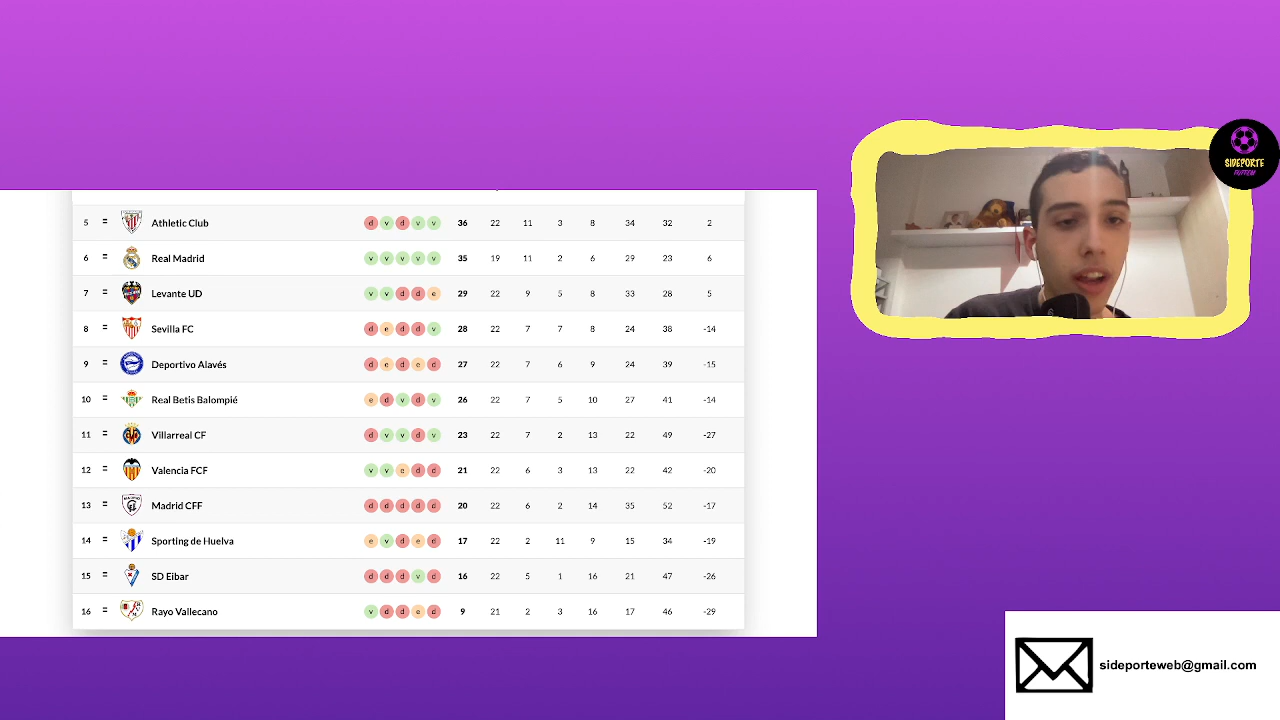 5 = Athletic Club d v d v v 36 22 11 3 8 34 32 2
6 = Real Madrid v v v v v 35 19 11 2 6 29 23 6
7 = Levante UD v v d d e 29 22 9 5 8 33 28 5
8 = Sevilla FC d e d d v 28 22 7 7 8 24 38 -14
9 = Deportivo Alavés d e d e d 27 22 7 6 9 24 39 -15
10 = Real Betis Balompié e d v d v 26 22 7 5 10 27 41 -14
11 = Villarreal CF d v v d v 23 22 7 2 13 22 49 -27
12 = Valencia FCF v v e d d 21 22 6 3 13 22 42 -20
13 = Madrid CFF d d d d d 20 22 6 2 14 35 52 -17
14 = Sporting de Huelva e v d e d 17 22 2 11 9 15 34 -19
15 = SD Eibar d d d v d 16 22 5 1 16 21 47 -26
16 = Rayo Vallecano v d d e d 9 21 2 3 16 17 46 -29
SIDEPORTE
FUTFEM
sideporteweb@gmail.com